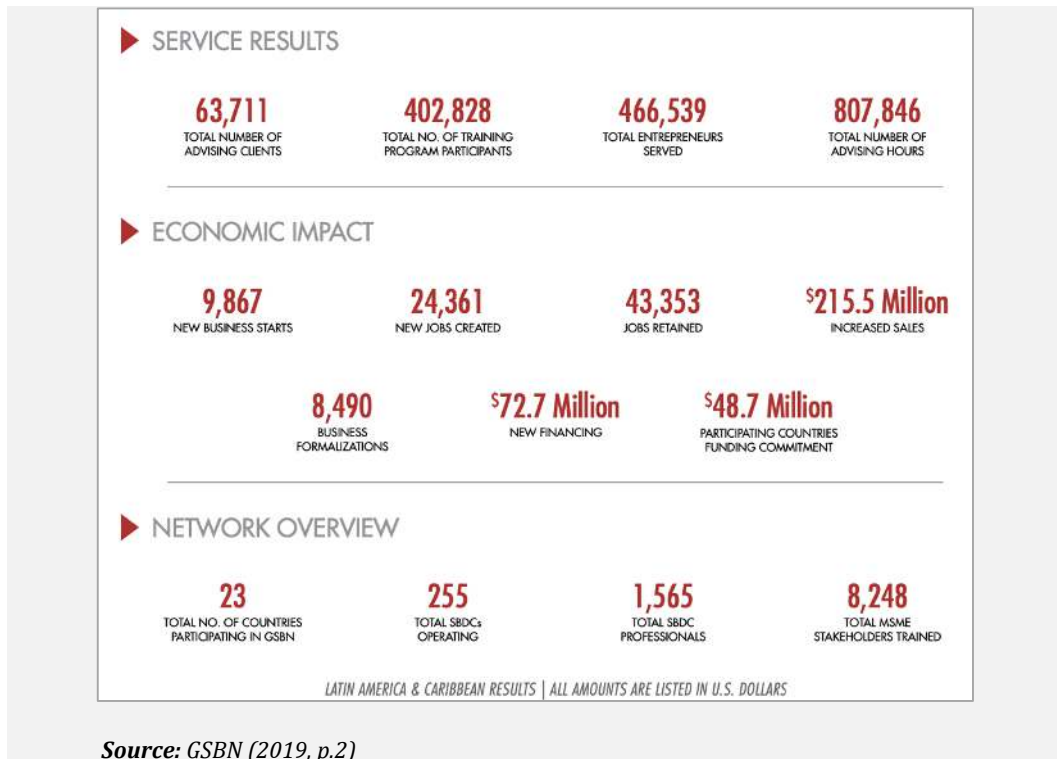 SERVICE RESULTS
63,711 402,828 466,539 807,846
TOTAL NUMBER OF TOTAL NO. OF TRAINING TOTAL ENTREPRENEURS TOTAL NUMBER OF
ADVISING CLIENTS PROGRAM PARTICIPANTS SERVED ADVISING HOURS
ECONOMIC IMPACT
9,867 24,361 43,353 $215.5 Million
NEW BUSINESS STARTS NEW JOBS CREATED JOBS RETAINED INCREASED SALES
8,490 $72.7 Million $48.7 Million
BUSINESS NEW FINANCING PARTICIPATING COUNTRIES
FORMALIZATIONS FUNDING COMMITMENT
NETWORK OVERVIEW
23 255 1,565 8,248
TOTAL NO. OF COUNTRIES TOTAL SBDCs TOTAL SBDC TOTAL MSME
PARTICIPATING IN GSBN OPERATING PROFESSIONALS STAKEHOLDERS TRAINED
LATIN AMERICA & CARIBBEAN RESULTS | ALL AMOUNTS ARE LISTED IN U.S. DOLLARS
Source: GSBN (2019, p.2)